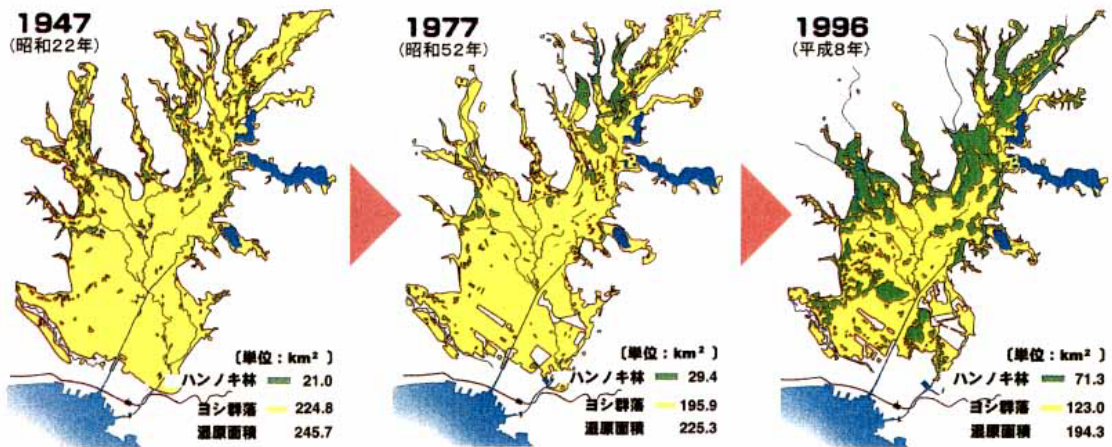 1947
(昭和22年)
〔単位：km²〕
ハンノキ林 21.0
ヨシ群落 224.8
湿原面積 245.7
1977
(昭和52年)
〔単位：km²〕
ハンノキ林 29.4
ヨシ群落 195.9
湿原面積 225.3
1996
(平成8年)
〔単位：km²〕
ハンノキ林 71.3
ヨシ群落 123.0
湿原面積 194.3